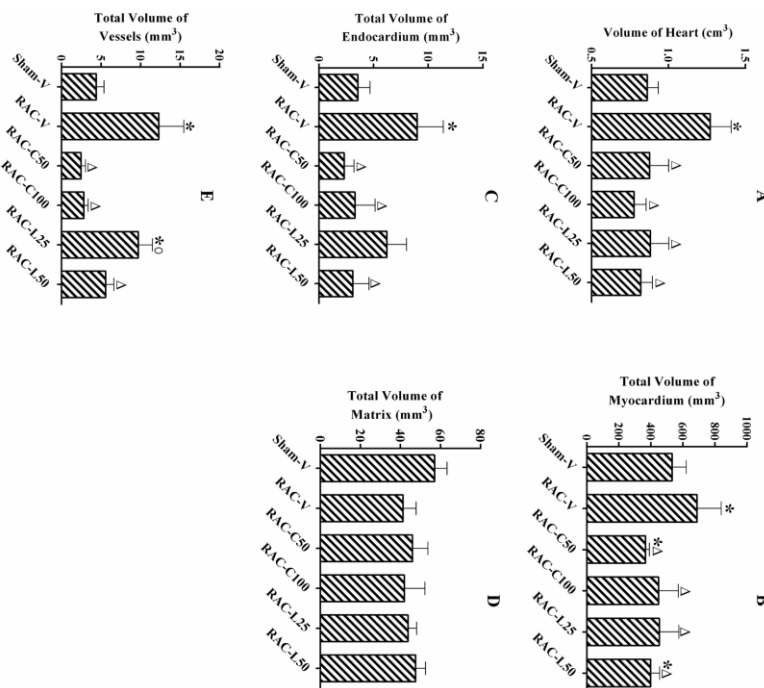 A
Volume of Heart (cm³)
1.5
1.0
0.5
*
Δ
Δ
Δ
Δ
Sham-V
RAC-V
RAC-C50
RAC-C100
RAC-L25
RAC-L50
B
Total Volume of
Myocardium (mm³)
10000
8000
6000
4000
2000
0
*
*Δ
Δ
Δ
*Δ
Sham-V
RAC-V
RAC-C50
RAC-C100
RAC-L25
RAC-L50
C
Total Volume of
Endocardium (mm³)
15
10
5
0
*
Δ
Δ
Δ
Sham-V
RAC-V
RAC-C50
RAC-C100
RAC-L25
RAC-L50
D
Total Volume of
Matrix (mm³)
80
60
40
20
0
Sham-V
RAC-V
RAC-C50
RAC-C100
RAC-L25
RAC-L50
E
Total Volume of
Vessels (mm³)
20
15
10
5
0
*
Δ
Δ
*o
Δ
Sham-V
RAC-V
RAC-C50
RAC-C100
RAC-L25
RAC-L50